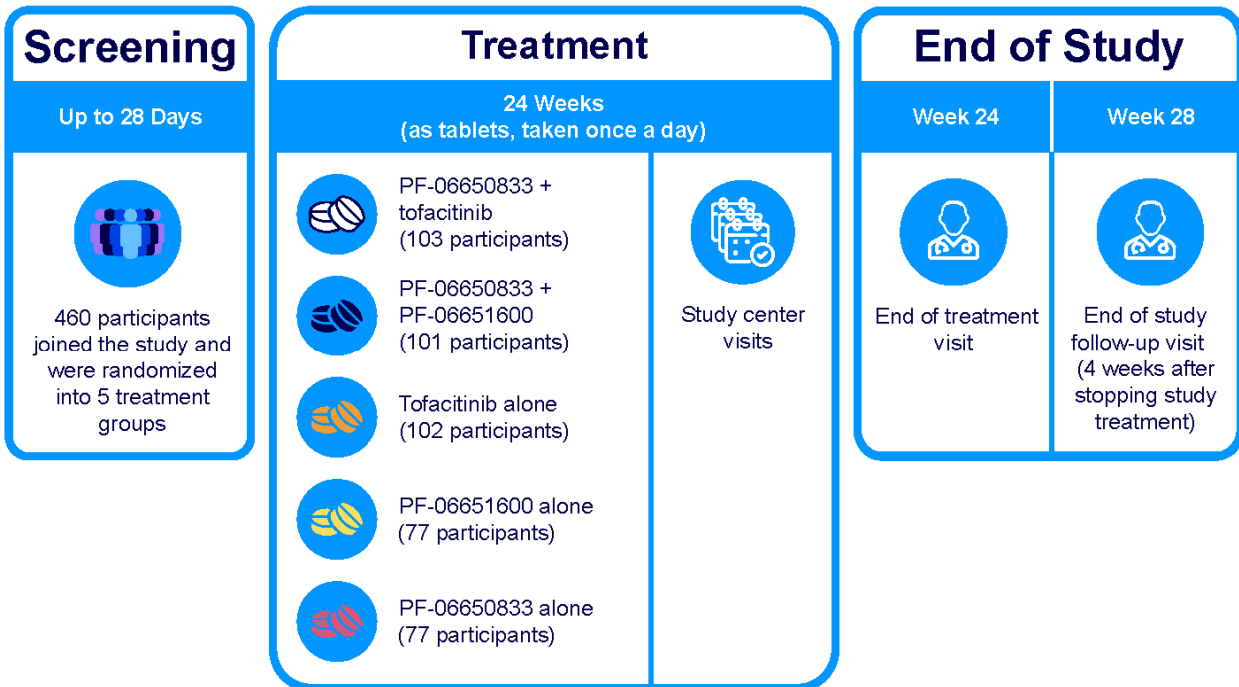 Screening
Up to 28 Days
460 participants
joined the study and
were randomized
into 5 treatment
groups
Treatment
24 Weeks
(as tablets, taken once a day)
PF-06650833 +
tofacitinib
(103 participants)
PF-06650833 +
PF-06651600
(101 participants)
Tofacitinib alone
(102 participants)
PF-06651600 alone
(77 participants)
PF-06650833 alone
(77 participants)
Study center
visits
End of Study
Week 24
End of treatment
visit
Week 28
End of study
follow-up visit
(4 weeks after
stopping study
treatment)